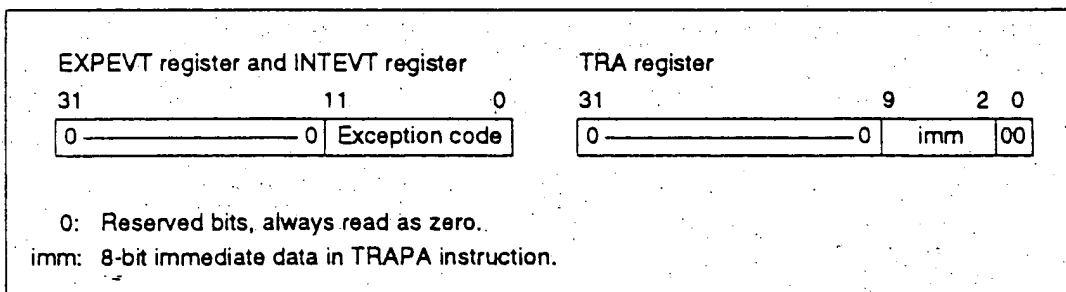 EXPEVT register and INTEVT register TRA register
31 11 0 31 9 2 0
0 0 Exception code 0 0 imm 00
0: Reserved bits, always read as zero.
imm: 8-bit immediate data in TRAPA instruction.